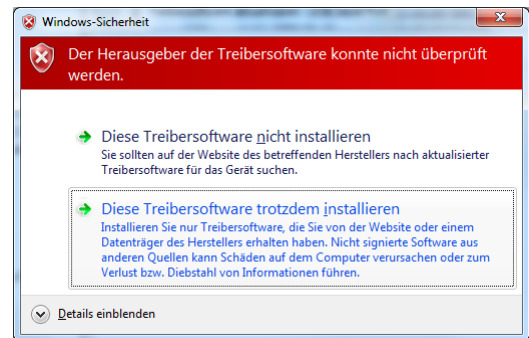 Windows-Sicherheit
Der Herausgeber der Treibersoftware konnte nicht überprüft
werden.
Diese Treibersoftware nicht installieren
Sie sollten auf der Website des betreffenden Herstellers nach aktualisierter
Treibersoftware für das Gerät suchen.
Diese Treibersoftware trotzdem installieren
Installieren Sie nur Treibersoftware, die Sie von der Website oder einem
Datenträger des Herstellers erhalten haben. Nicht signierte Software aus
anderen Quellen kann Schäden auf dem Computer verursachen oder zum
Verlust bzw. Diebstahl von Informationen führen.
Details einblenden